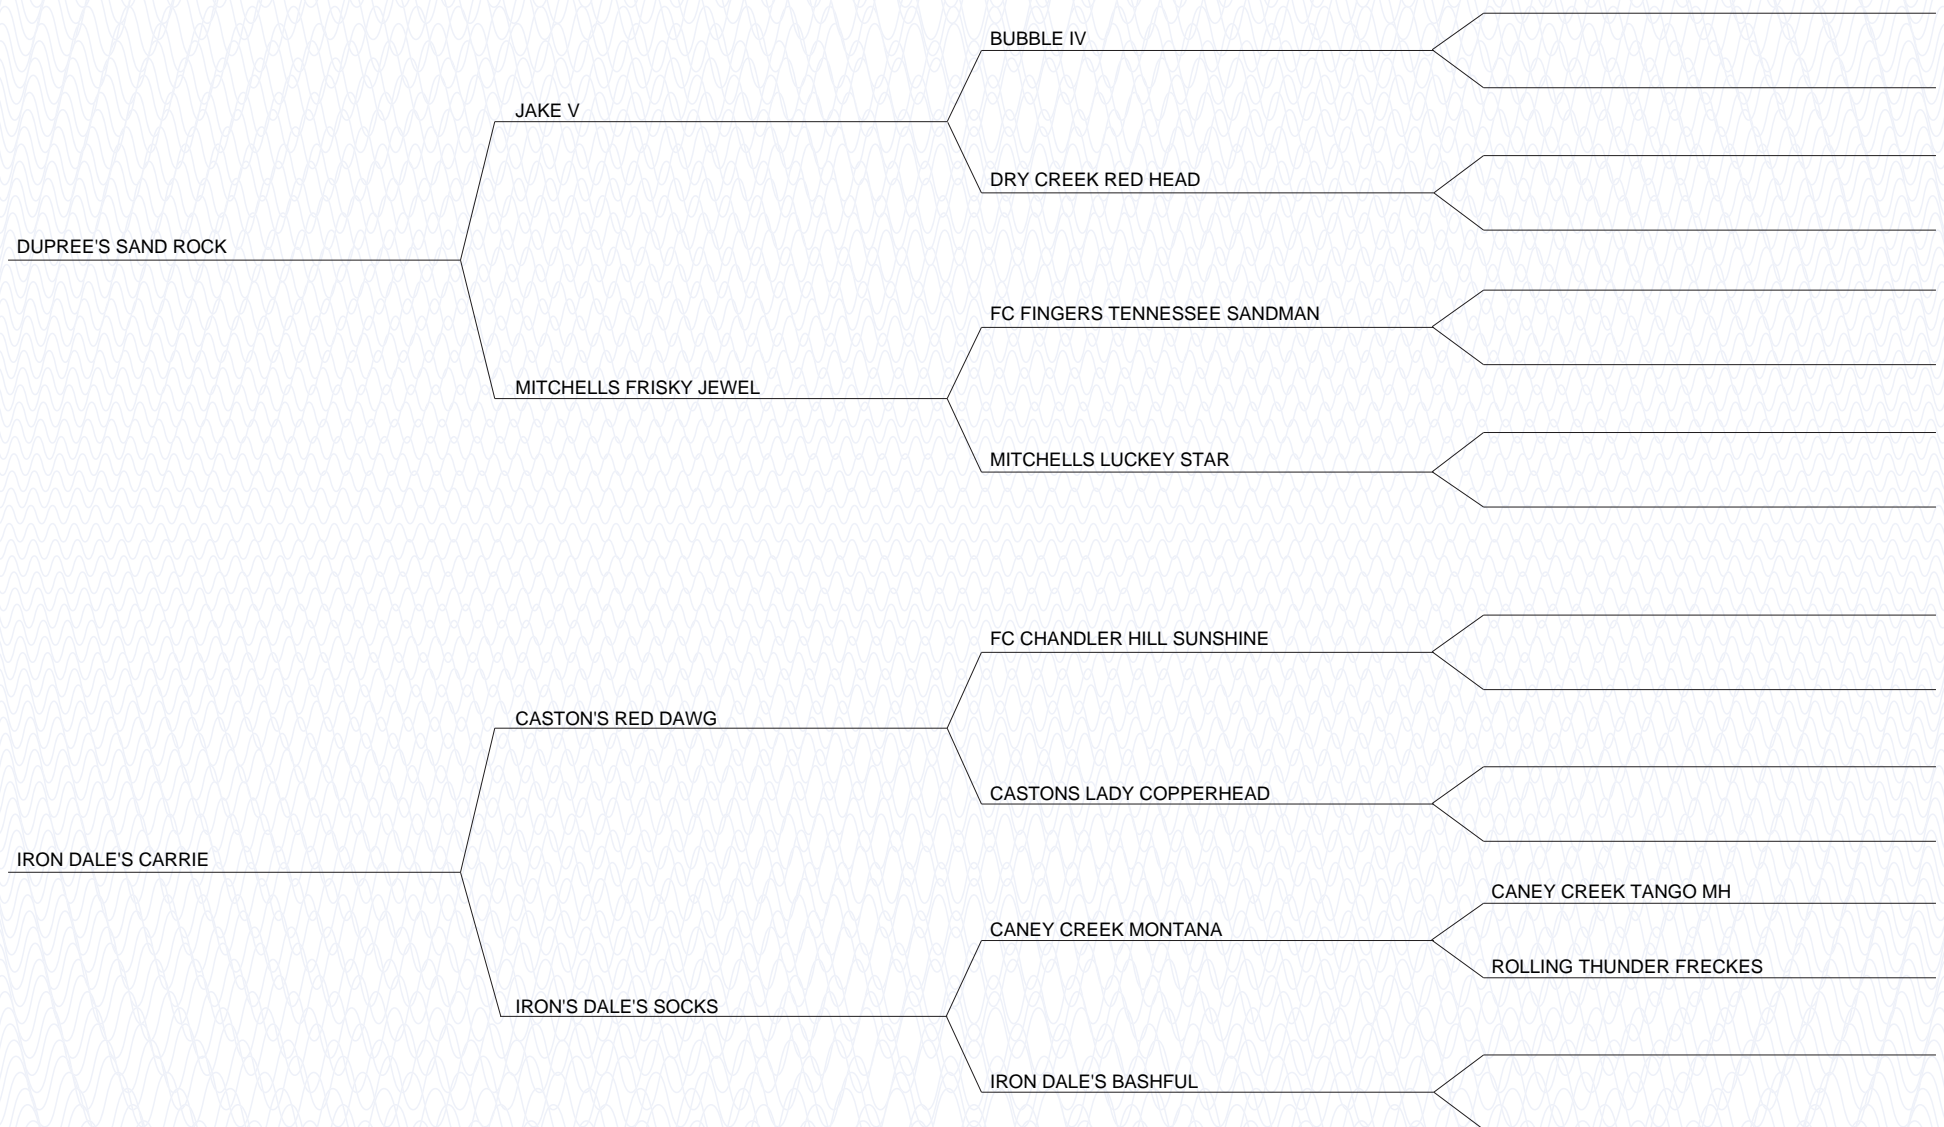 BUBBLE IV
JAKE V
DRY CREEK RED HEAD
DUPREE'S SAND ROCK
FC FINGERS TENNESSEE SANDMAN
MITCHELLS FRISKY JEWEL
MITCHELLS LUCKEY STAR
FC CHANDLER HILL SUNSHINE
CASTON'S RED DAWG
CASTONS LADY COPPERHEAD
IRON DALE'S CARRIE
CANEY CREEK TANGO MH
CANEY CREEK MONTANA
ROLLING THUNDER FRECKES
IRON'S DALE'S SOCKS
IRON DALE'S BASHFUL